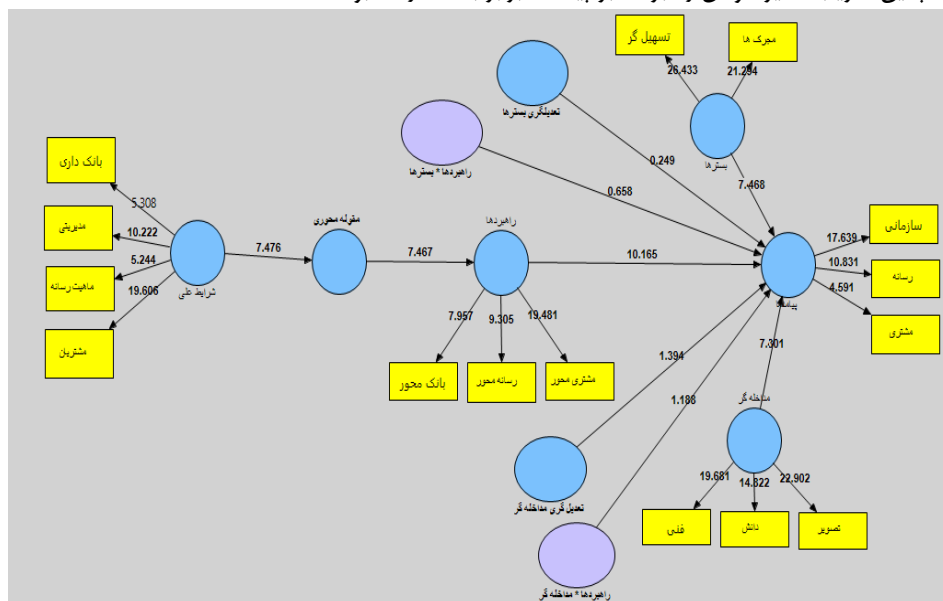 تسهیل گر
محرک ها
26.433
21.294
تعدیلگری بسترها
بسترها
راهبردها * بسترها
0.249
0.658
7.468
بانک داری
5.308
مدیریتی
10.222
ماهیت رسانه
5.244
مشتریان
19.606
شرایط علی
7.476
مقوله محوری
7.467
راهبردها
10.165
پیامدها
17.639
سازمانی
10.831
رسانه
4.591
مشتری
7.957
9.305
19.481
بانک محور
رسانه محور
مشتری محور
1.394
1.188
7.301
مداخله گر
تعدیل گری مداخله گر
19.681
14.822
22.902
فنی
دانش
تصویر
راهبردها * مداخله گر